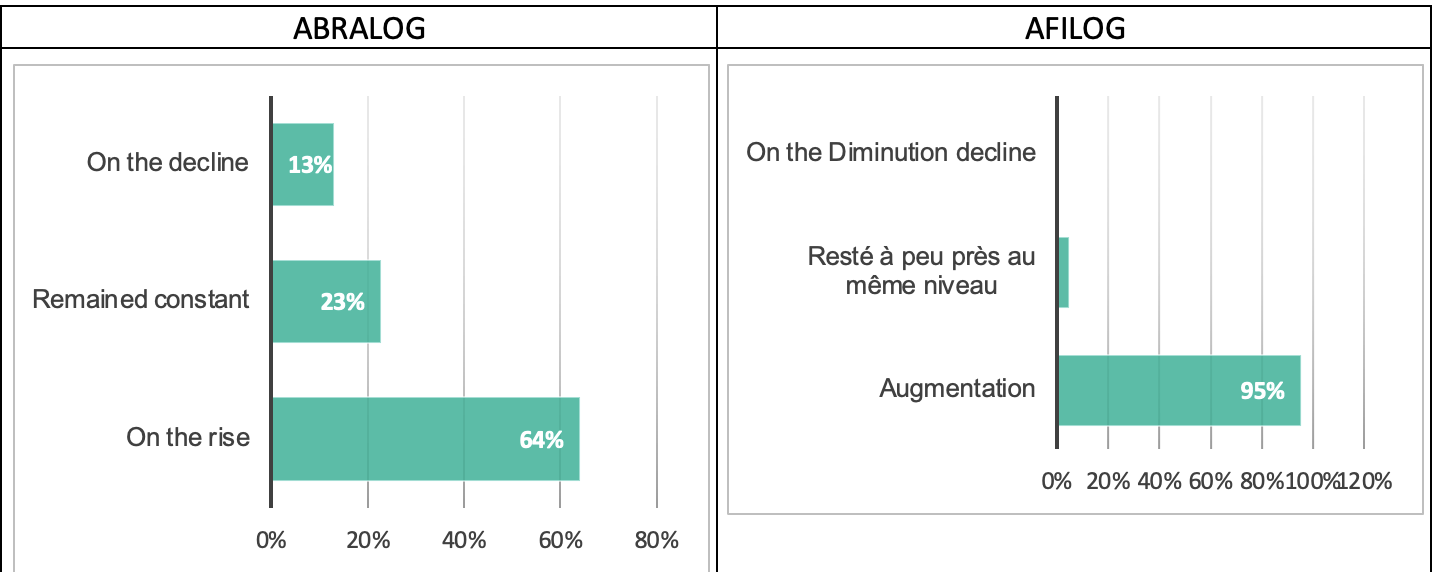 ABRALOG
On the decline
13%
Remained constant
23%
On the rise
64%
0% 20% 40% 60% 80%
AFILOG
On the Diminution decline
Resté à peu près au
même niveau
Augmentation
95%
0% 20% 40% 60% 80% 100% 120%